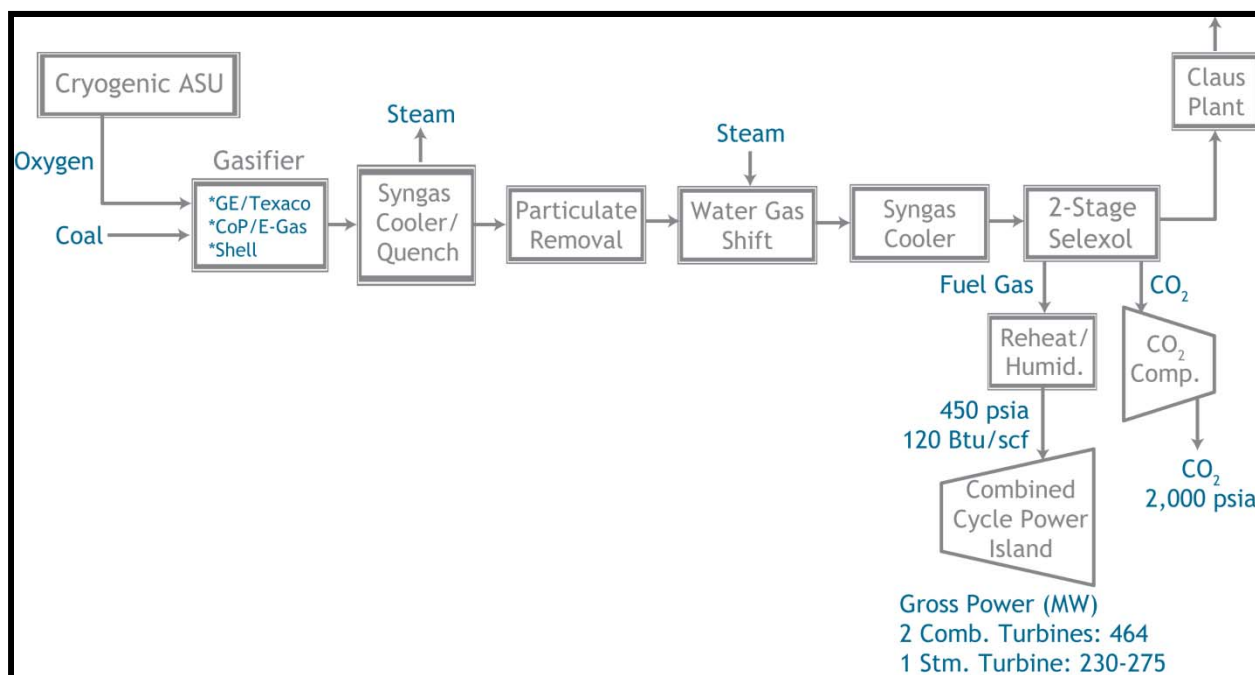 Cryogenic ASU
Oxygen
Coal
Gasifier
*GE/Texaco
*CoP/E-Gas
*Shell
Steam
Syngas
Cooler/
Quench
Particulate
Removal
Steam
Water Gas
Shift
Syngas
Cooler
2-Stage
Selexol
Claus
Plant
Fuel Gas
CO₂
Reheat/
Humid.
CO₂
Comp.
450 psia
120 Btu/scf
CO₂
2,000 psia
Combined
Cycle Power
Island
Gross Power (MW)
2 Comb. Turbines: 464
1 Stm. Turbine: 230-275